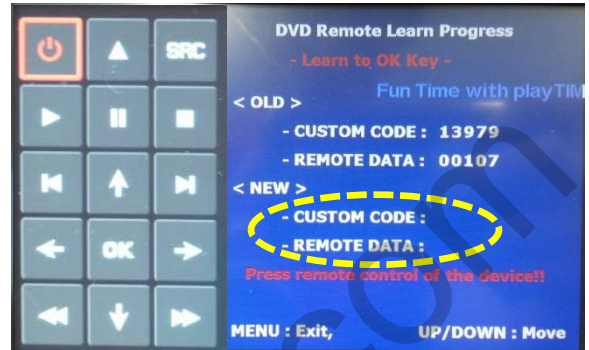 SRC
OK
DVD Remote Learn Progress
- Learn to OK Key -
Fun Time with playTIM
< OLD >
- CUSTOM CODE : 13979
- REMOTE DATA : 00107
< NEW >
- CUSTOM CODE :
- REMOTE DATA :
Press remote control of the device!!
MENU : Exit, UP/DOWN : Move
com